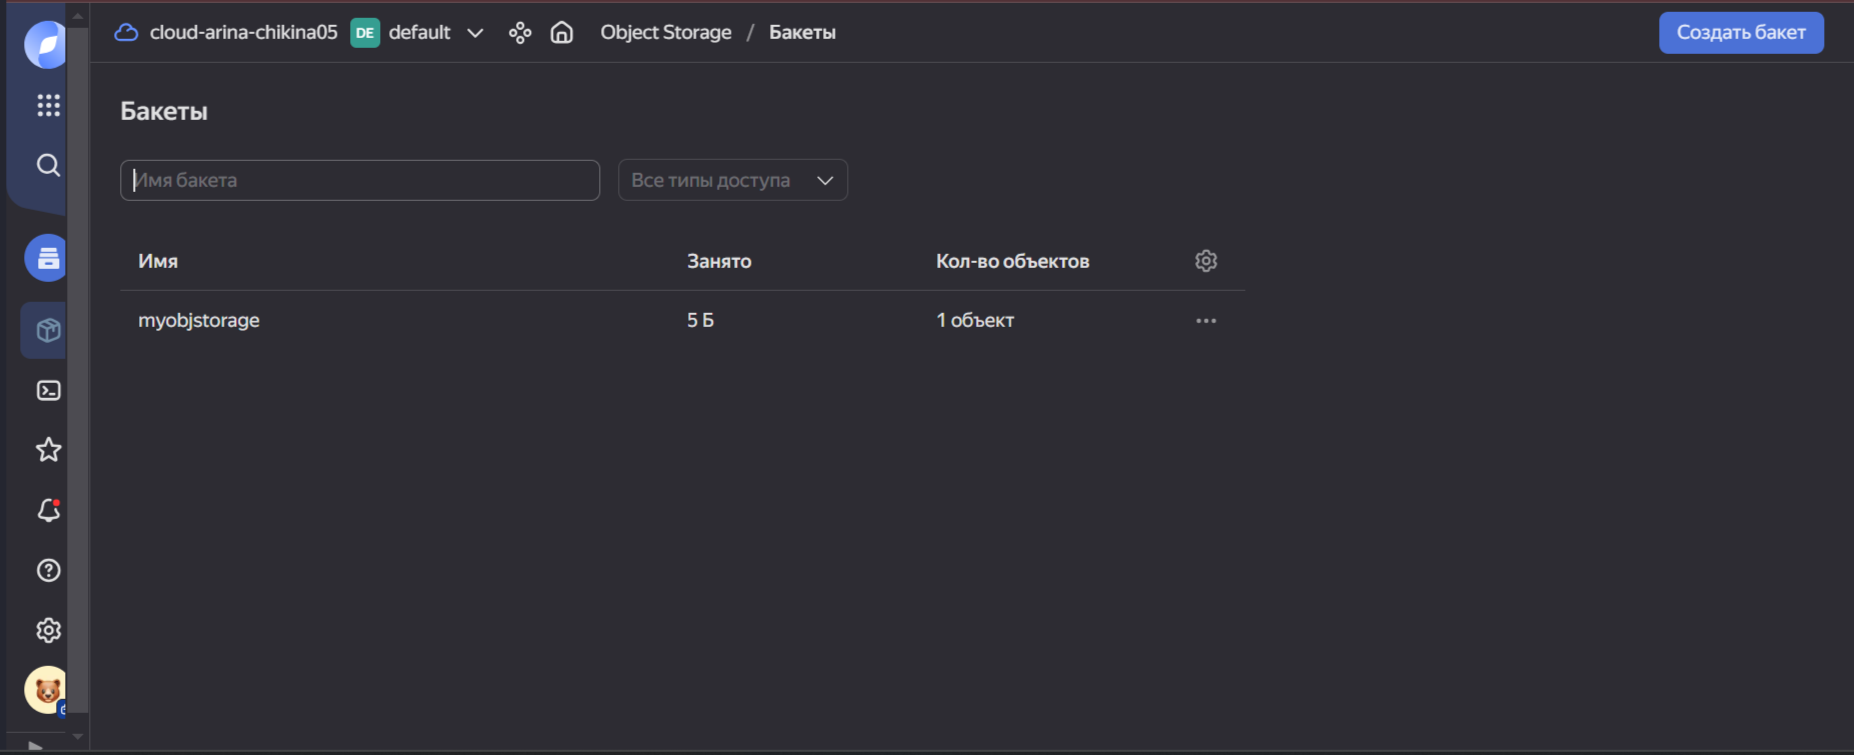 cloud-arina-chikina05 DE default Object Storage / Бакеты Создать бакет
Бакеты
Имя бакета Все типы доступа
Имя Занято Кол-во объектов
myobjstorage 5 Б 1 объект